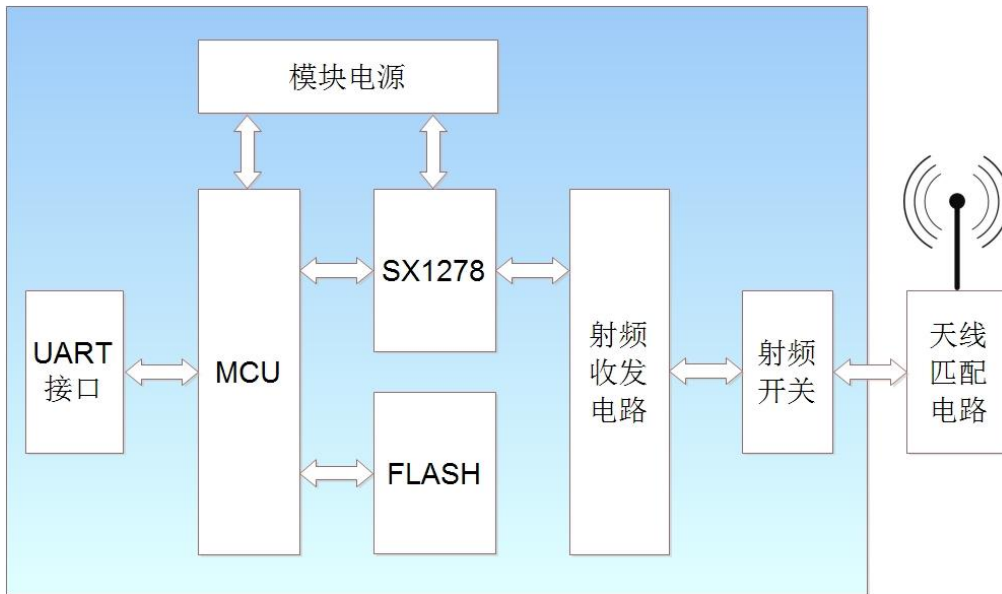 模块电源
SX1278
UART
接口
MCU
FLASH
射频
收发
电路
射频
开关
天线
匹配
电路